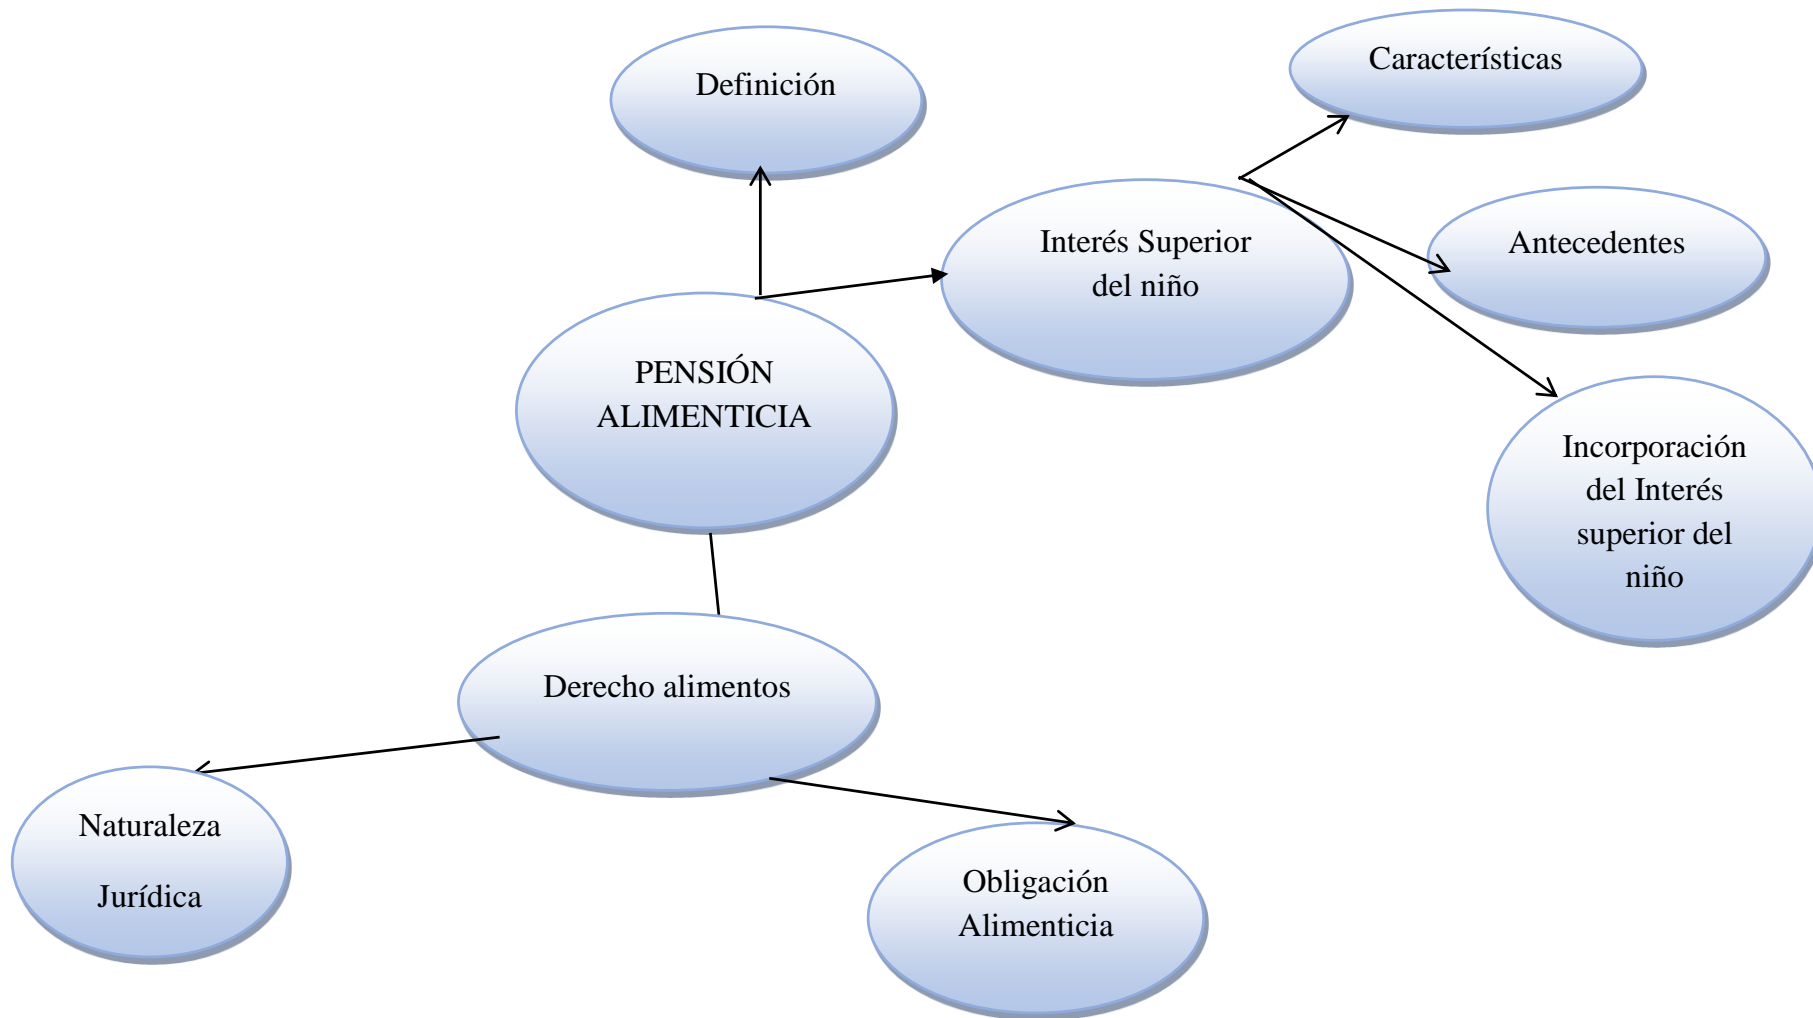 Definición
Característícas
Interés Superior
del niño
Antecedentes
PENSIÓN
ALIMENTICIA
Incorporación
del Interés
superior del
niño
Derecho alimentos
Naturaleza
Jurídica
Obligación
Alimenticia